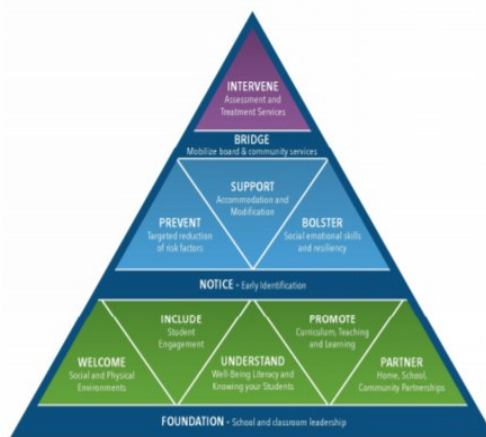 INTERVENE
Assessment and
Treatment Services
BRIDGE
Mobilize board & community services
SUPPORT
Accommodation and
Modification
PREVENT
Targeted reduction
of risk factors
BOLSTER
Social emotional skills
and resiliency
NOTICE - Early Identification
INCLUDE
Student
Engagement
PROMOTE
Curriculum, Teaching
and Learning
WELCOME
Social and Physical
Environments
UNDERSTAND
Well-Being Literacy and
Knowing your Students
PARTNER
Home, School,
Community Partnerships
FOUNDATION - School and classroom leadership